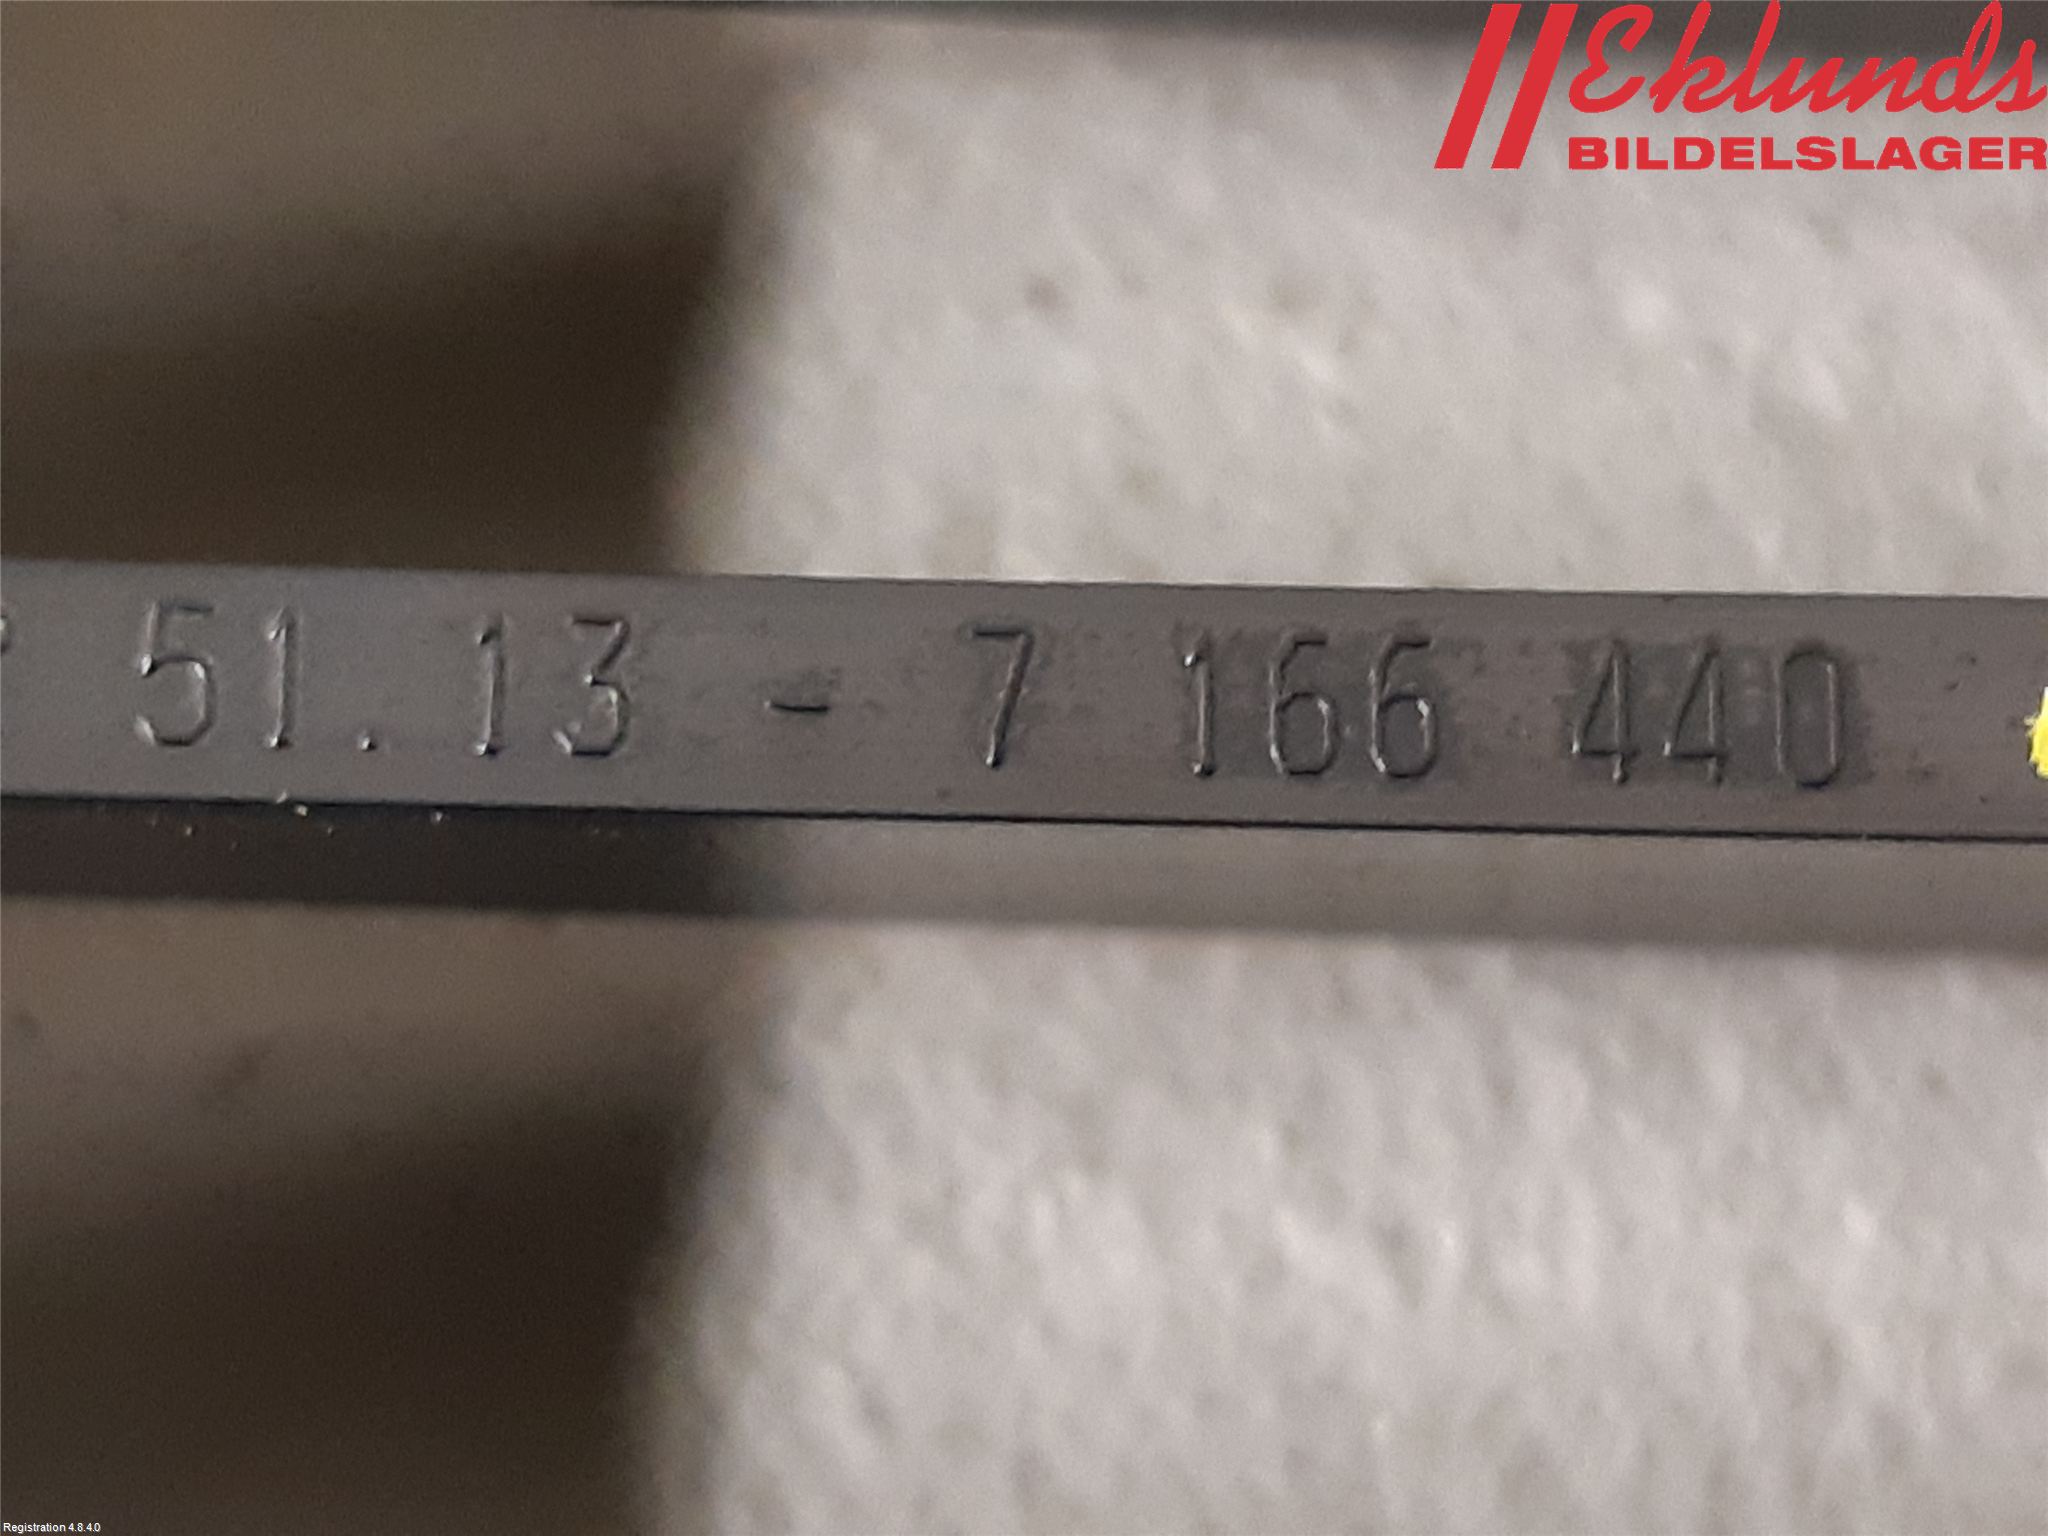 Eklunds
BILDELSLAGER
51.13 - 7 166 440
Registration 4.8.4.0